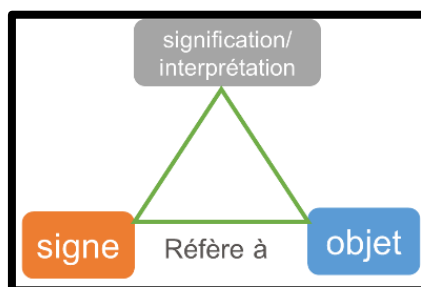 signification/
interprétation
signe
Réfère à
objet